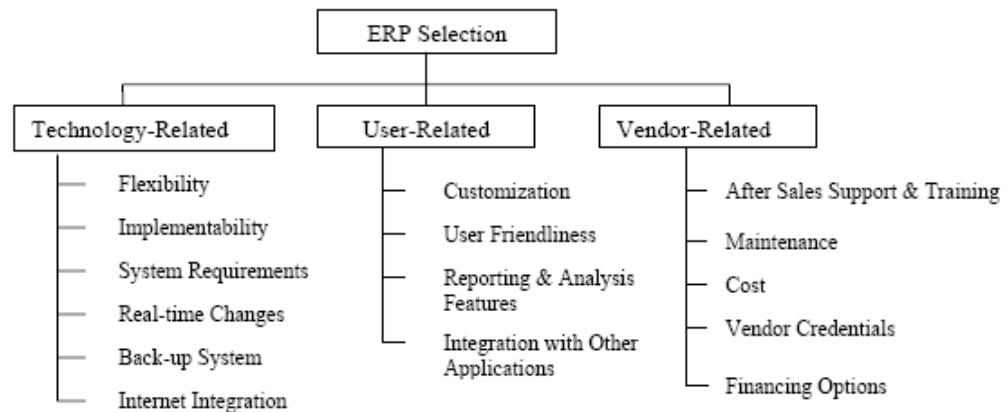 ERP Selection
Technology-Related
User-Related
Vendor-Related
Flexibility
Implementability
System Requirements
Real-time Changes
Back-up System
Internet Integration
Customization
User Friendliness
Reporting & Analysis
Features
Integration with Other
Applications
After Sales Support & Training
Maintenance
Cost
Vendor Credentials
Financing Options